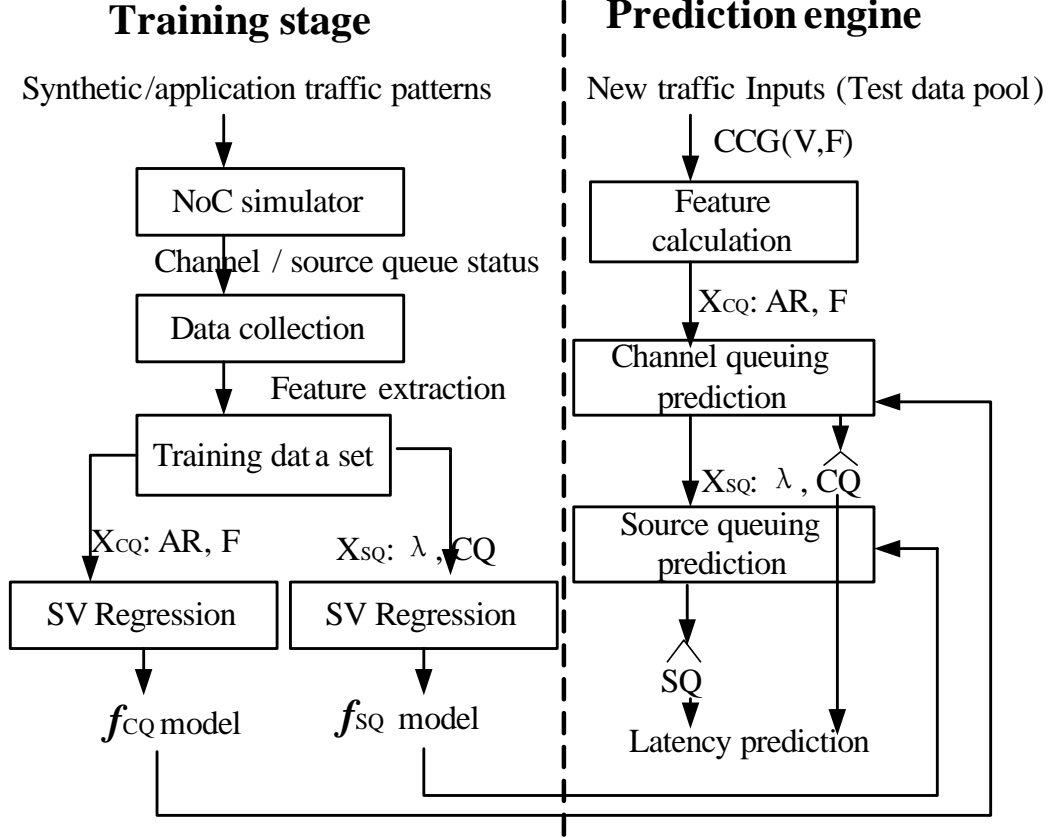 Training stage
Synthetic/application traffic patterns
NoC simulator
Channel / source queue status
Data collection
Feature extraction
Training data set
XCQ: AR, F
XSQ: λ, CQ
SV Regression
SV Regression
fCQ model
fSQ model
Prediction engine
New traffic Inputs (Test data pool)
CCG(V,F)
Feature
calculation
XCQ: AR, F
Channel queuing
prediction
XSQ: λ, CQ
Source queuing
prediction
SQ
Latency prediction